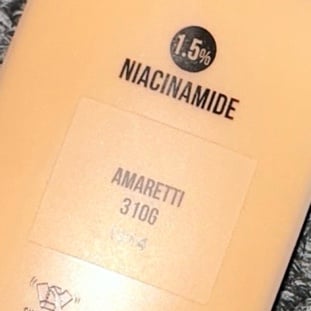 1.5%
NIACINAMIDE
AMARETTI
310G